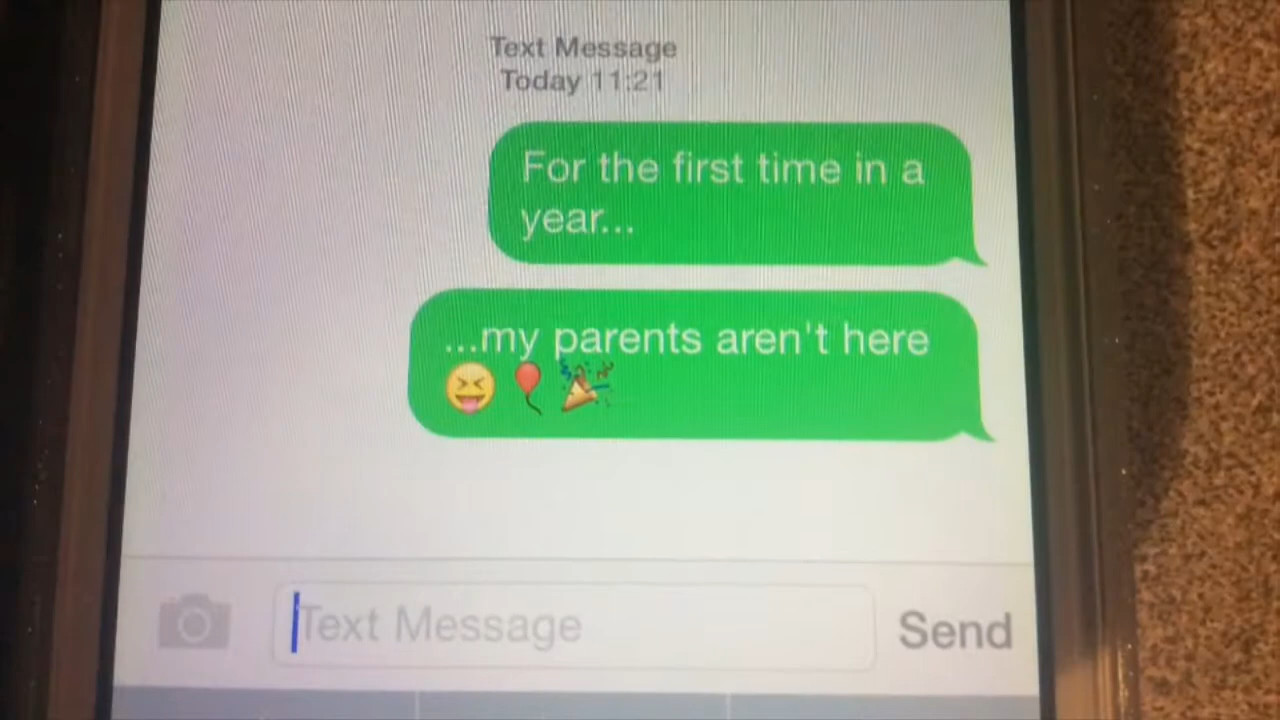 Text Message
Today 11:21
For the first time in a
year...
...my parents aren't here
😝 🎈 🎉
Text Message
Send